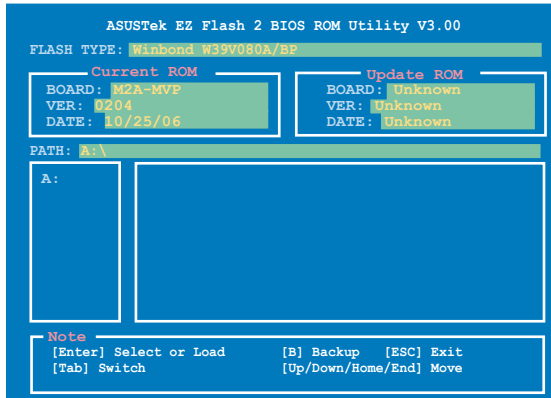 ASUSTek EZ Flash 2 BIOS ROM Utility V3.00
FLASH TYPE: Winbond W39V080A/BP
Current ROM
BOARD: M2A-MVP
VER: 0204
DATE: 10/25/06
Update ROM
BOARD: Unknown
VER: Unknown
DATE: Unknown
PATH: A:\
A:
Note
[Enter] Select or Load [B] Backup [ESC] Exit
[Tab] Switch [Up/Down/Home/End] Move